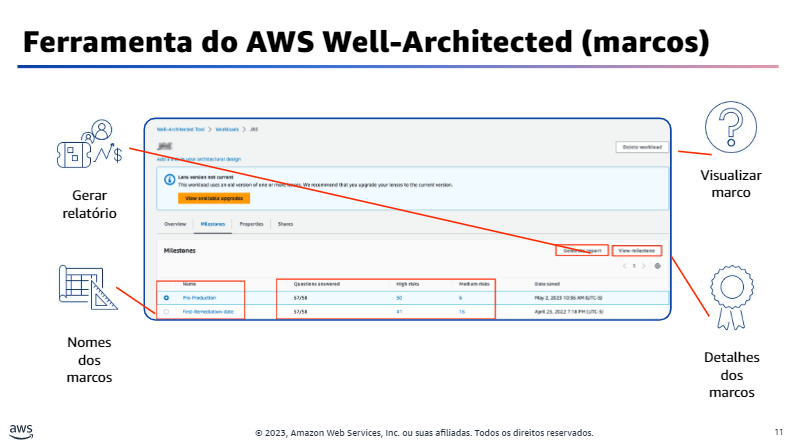 Ferramenta do AWS Well-Architected (marcos)
Gerar
relatório
Nomes
dos
marcos
Well-Architected Tool > Workloads >
Delete workload
Add a link to your architectural design
Lens version not current
This workload uses an old version of one or more lenses. We recommend that you upgrade your lenses to the current version.
View available upgrades
Overview Milestones Properties Shares
Milestones
Generate report View milestone
1
Name Questions answered High risks Medium risks Date saved
Pre-Production 57/58 50 6 May 2, 2023 10:56 AM (UTC-5)
First-Remediation-date 57/58 41 16 April 25, 2022 7:18 PM (UTC-5)
Visualizar
marco
Detalhes
dos
marcos
aws
© 2023, Amazon Web Services, Inc. ou suas afiliadas. Todos os direitos reservados.
11